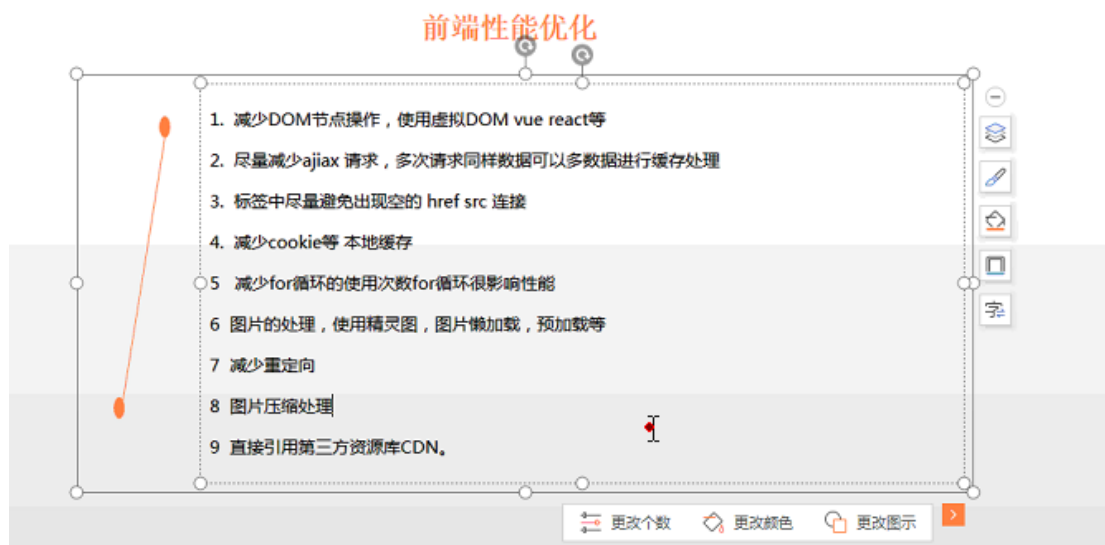 前端性能优化
1. 减少DOM节点操作，使用虚拟DOM vue react等
2. 尽量减少ajiax 请求，多次请求同样数据可以多数据进行缓存处理
3. 标签中尽量避免出现空的 href src 连接
4. 减少cookie等 本地缓存
5 减少for循环的使用次数for循环很影响性能
6 图片的处理，使用精灵图，图片懒加载，预加载等
7 减少重定向
8 图片压缩处理
9 直接引用第三方资源库CDN。
字
更改个数 更改颜色 更改图示